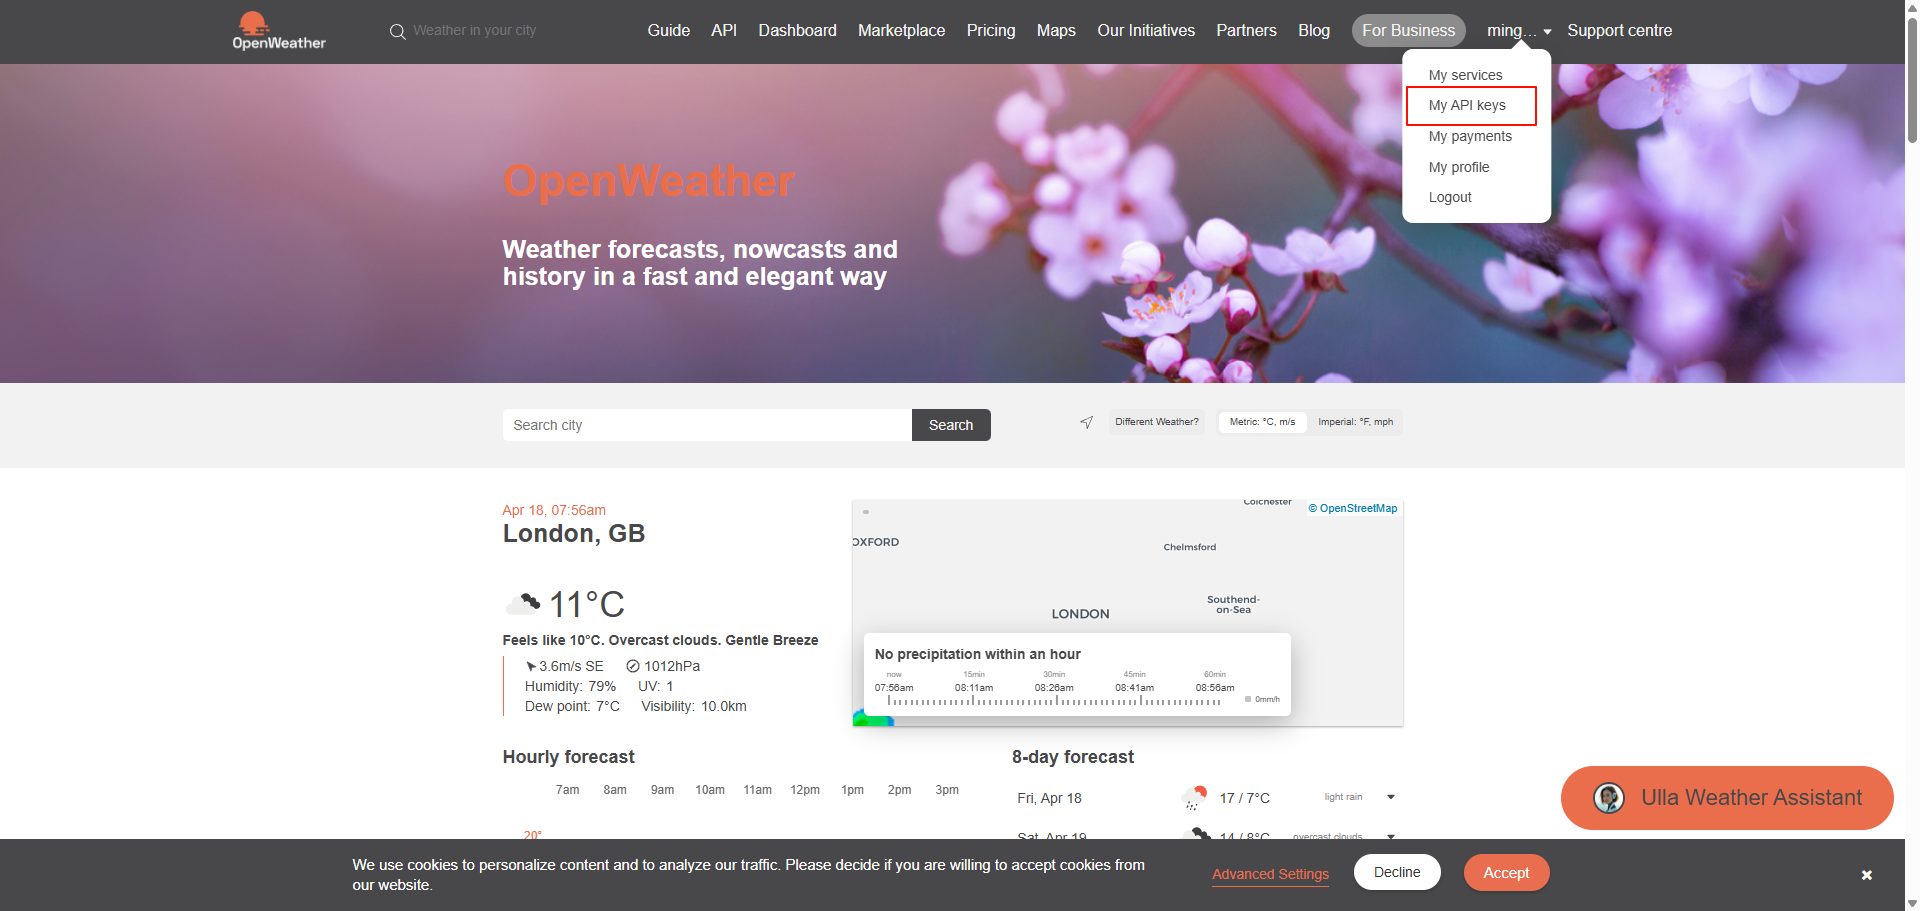 OpenWeather
Weather in your city
Guide API Dashboard Marketplace Pricing Maps Our Initiatives Partners Blog For Business ming... Support centre
My services
My API keys
My payments
My profile
Logout
OpenWeather
Weather forecasts, nowcasts and
history in a fast and elegant way
Search city
Search
Different Weather?
Metric: °C, m/s
Imperial: °F, mph
Apr 18, 07:56am
London, GB
11°C
Feels like 10°C. Overcast clouds. Gentle Breeze
3.6m/s SE 1012hPa
Humidity: 79% UV: 1
Dew point: 7°C Visibility: 10.0km
Colchester
© OpenStreetMap
OXFORD
Chelmsford
Southend-
on-Sea
LONDON
No precipitation within an hour
now 15min 30min 45min 60min
07:56am 08:11am 08:26am 08:41am 08:56am
0mm/h
Hourly forecast
7am 8am 9am 10am 11am 12pm 1pm 2pm 3pm
20°
8-day forecast
Fri, Apr 18 17 / 7°C light rain
Sat, Apr 19 14 / 8°C overcast clouds
Ulla Weather Assistant
We use cookies to personalize content and to analyze our traffic. Please decide if you are willing to accept cookies from
our website.
Advanced Settings
Decline
Accept